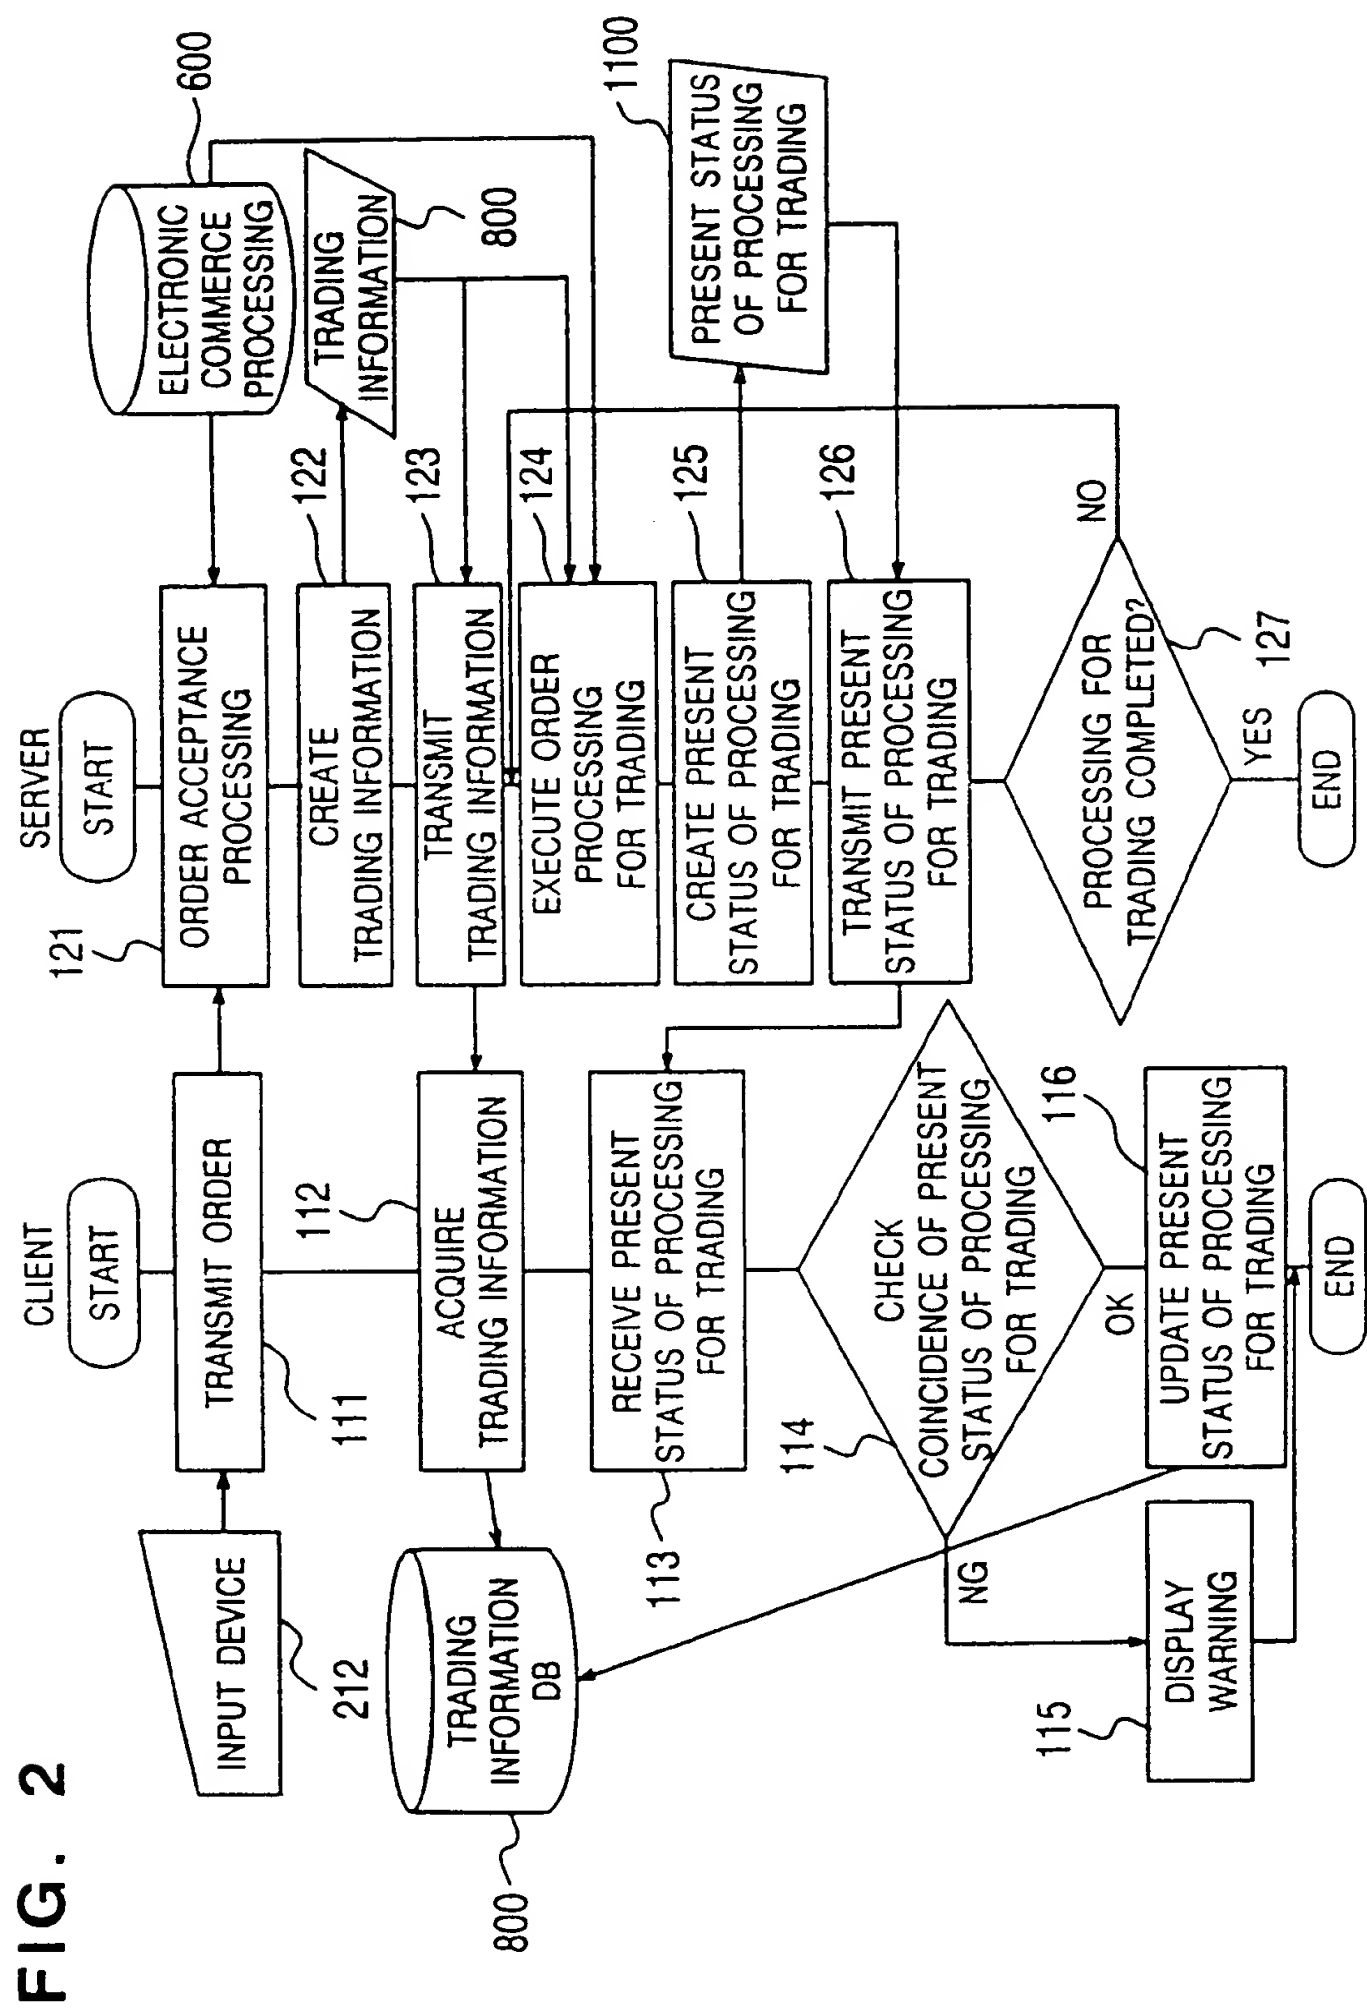 FIG. 2
CLIENT
START
INPUT DEVICE
212
TRANSMIT ORDER
111
112
ACQUIRE
TRADING INFORMATION
TRADING
INFORMATION
DB
800
RECEIVE PRESENT
STATUS OF PROCESSING
FOR TRADING
113
CHECK
COINCIDENCE OF PRESENT
STATUS OF PROCESSING
FOR TRADING
114
NG
OK
DISPLAY
WARNING
115
116
UPDATE PRESENT
STATUS OF PROCESSING
FOR TRADING
END
SERVER
START
121
ORDER ACCEPTANCE
PROCESSING
ELECTRONIC
COMMERCE
PROCESSING
600
122
CREATE
TRADING INFORMATION
TRADING
INFORMATION
800
123
TRANSMIT
TRADING INFORMATION
124
EXECUTE ORDER
PROCESSING
FOR TRADING
125
CREATE PRESENT
STATUS OF PROCESSING
FOR TRADING
1100
PRESENT STATUS
OF PROCESSING
FOR TRADING
126
TRANSMIT PRESENT
STATUS OF PROCESSING
FOR TRADING
PROCESSING FOR
TRADING COMPLETED?
127
NO
YES
END